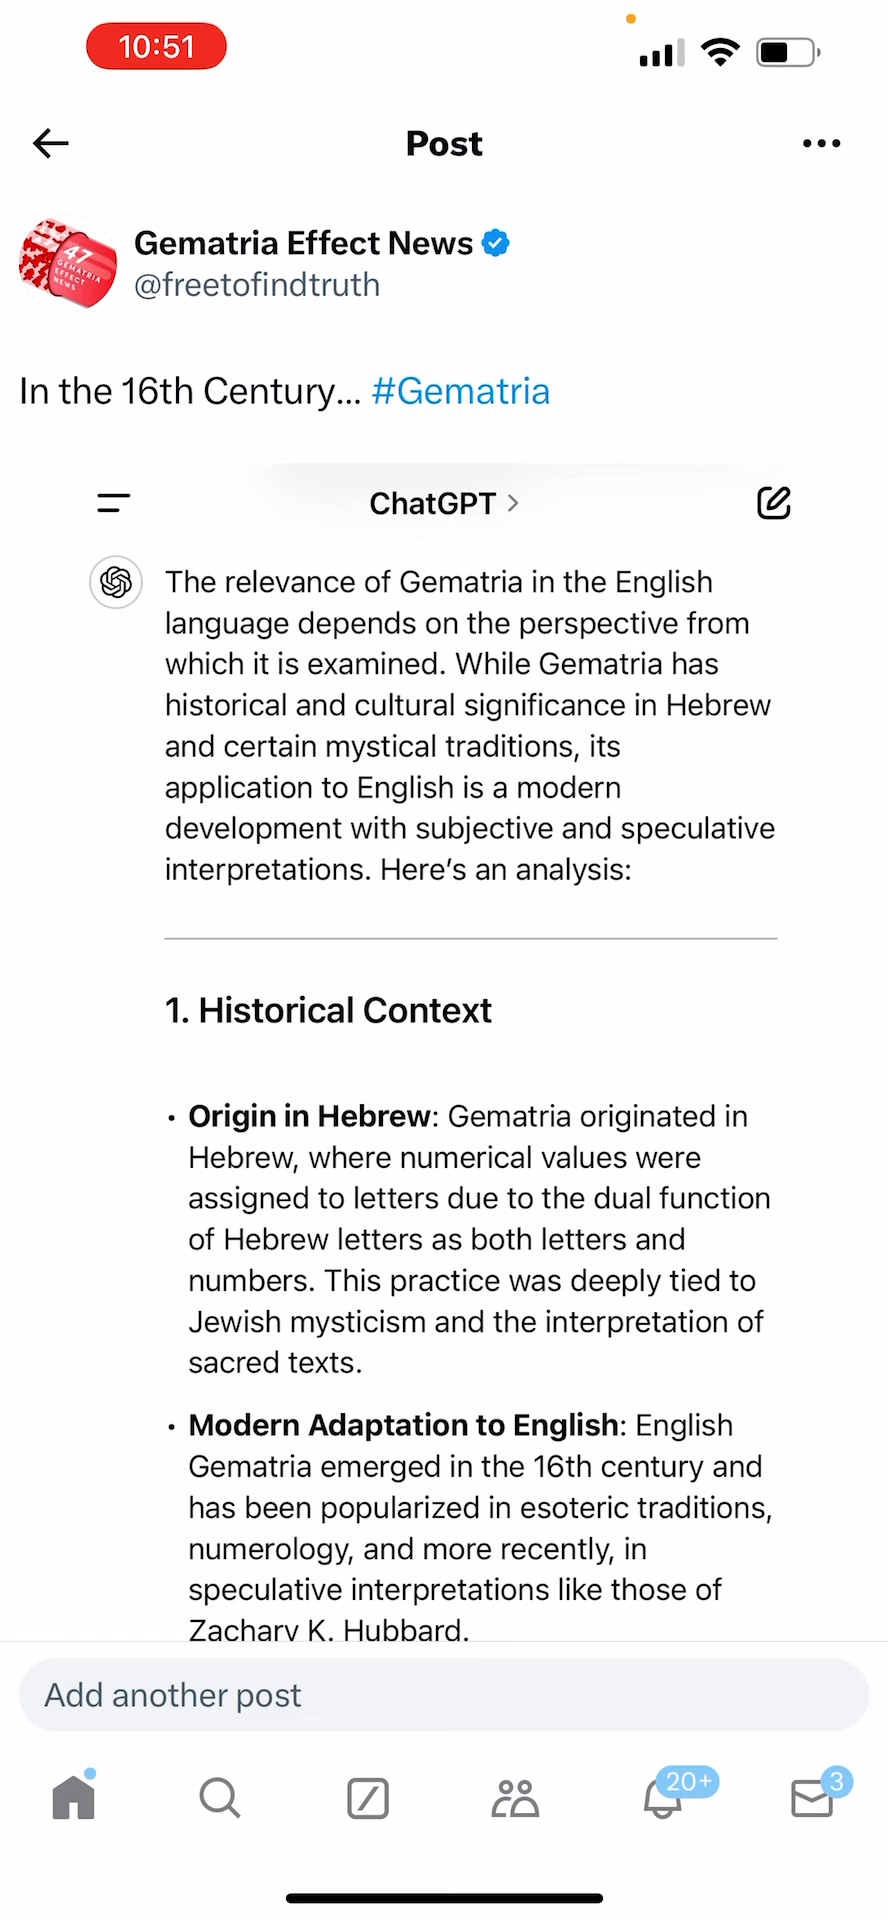 10:51
Post
47
GEMATRIA
EFFECT
NEWS
Gematria Effect News
@freetofindtruth
In the 16th Century... #Gematria
ChatGPT >
The relevance of Gematria in the English
language depends on the perspective from
which it is examined. While Gematria has
historical and cultural significance in Hebrew
and certain mystical traditions, its
application to English is a modern
development with subjective and speculative
interpretations. Here's an analysis:
1. Historical Context
• Origin in Hebrew: Gematria originated in
Hebrew, where numerical values were
assigned to letters due to the dual function
of Hebrew letters as both letters and
numbers. This practice was deeply tied to
Jewish mysticism and the interpretation of
sacred texts.
• Modern Adaptation to English: English
Gematria emerged in the 16th century and
has been popularized in esoteric traditions,
numerology, and more recently, in
speculative interpretations like those of
Zachary K. Hubbard.
Add another post
20+
3